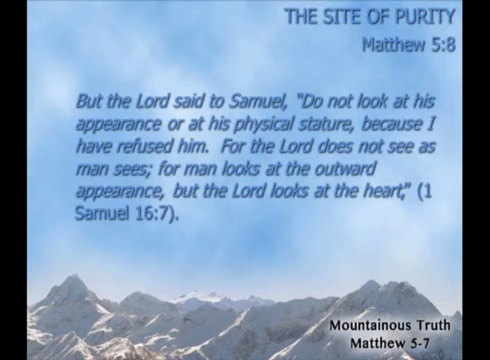 THE SITE OF PURITY
Matthew 5:8
But the Lord said to Samuel, "Do not look at his
appearance or at his physical stature, because I
have refused him. For the Lord does not see as
man sees; for man looks at the outward
appearance, but the Lord looks at the heart," (1
Samuel 16:7).
Mountainous Truth
Matthew 5-7